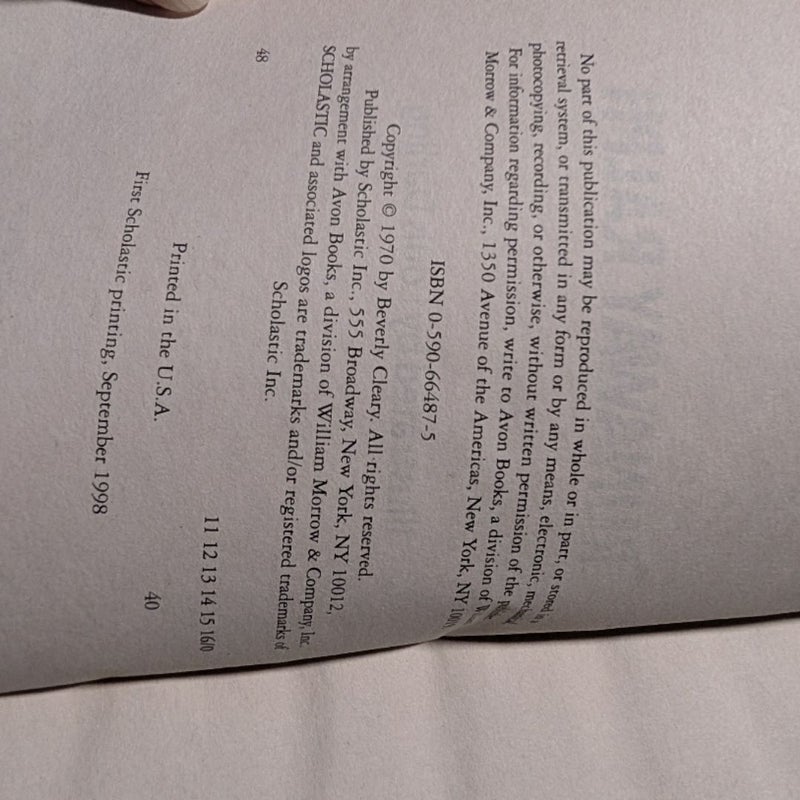 No part of this publication may be reproduced in whole or in part, or stored in
retrieval system, or transmitted in any form or by any means, electronic,
photocopying, recording, or otherwise, without written permission of the
For information regarding permission, write to Avon Books, a division of
Morrow & Company, Inc., 1350 Avenue of the Americas, New York, NY
ISBN 0-590-66487-5
Copyright © 1970 by Beverly Cleary. All rights reserved.
Published by Scholastic Inc., 555 Broadway, New York, NY 10012,
by arrangement with Avon Books, a division of William Morrow & Company, Inc.
SCHOLASTIC and associated logos are trademarks and/or registered trademarks of
Scholastic Inc.
48
11 12 13 14 15 16/0
Printed in the U.S.A.
40
First Scholastic printing, September 1998